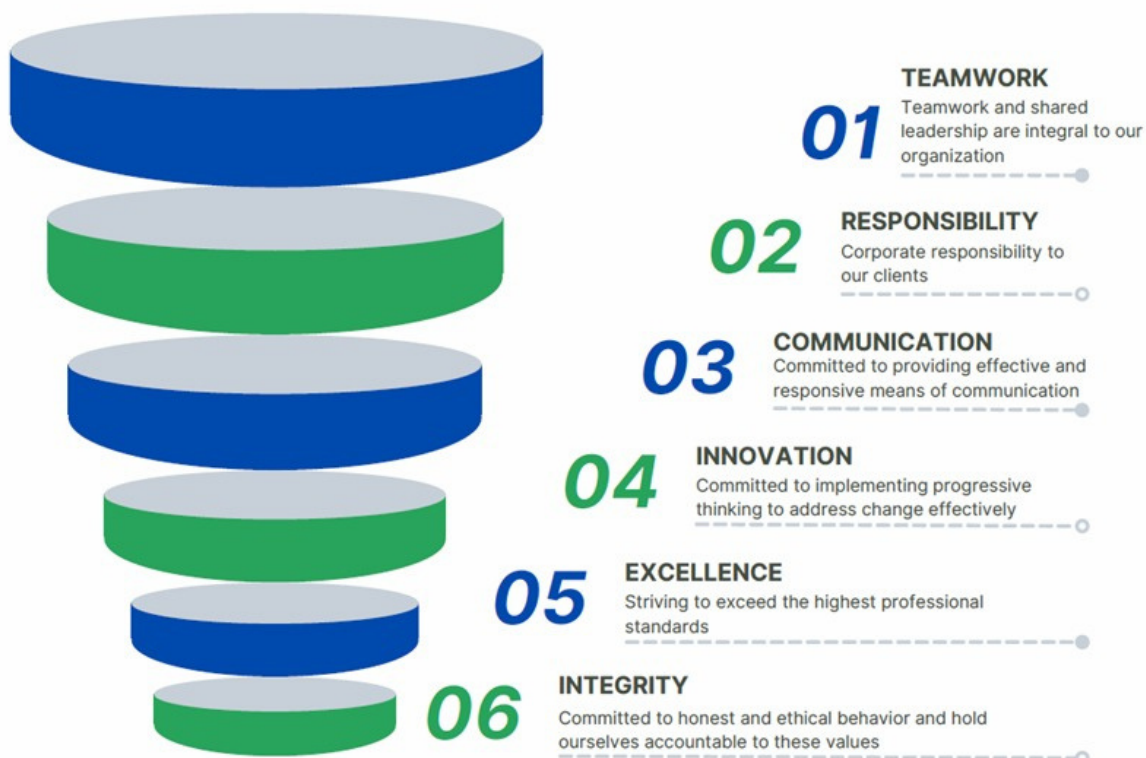 01
TEAMWORK
Teamwork and shared
leadership are integral to our
organization
02
RESPONSIBILITY
Corporate responsibility to
our clients
03
COMMUNICATION
Committed to providing effective and
responsive means of communication
04
INNOVATION
Committed to implementing progressive
thinking to address change effectively
05
EXCELLENCE
Striving to exceed the highest professional
standards
06
INTEGRITY
Committed to honest and ethical behavior and hold
ourselves accountable to these values